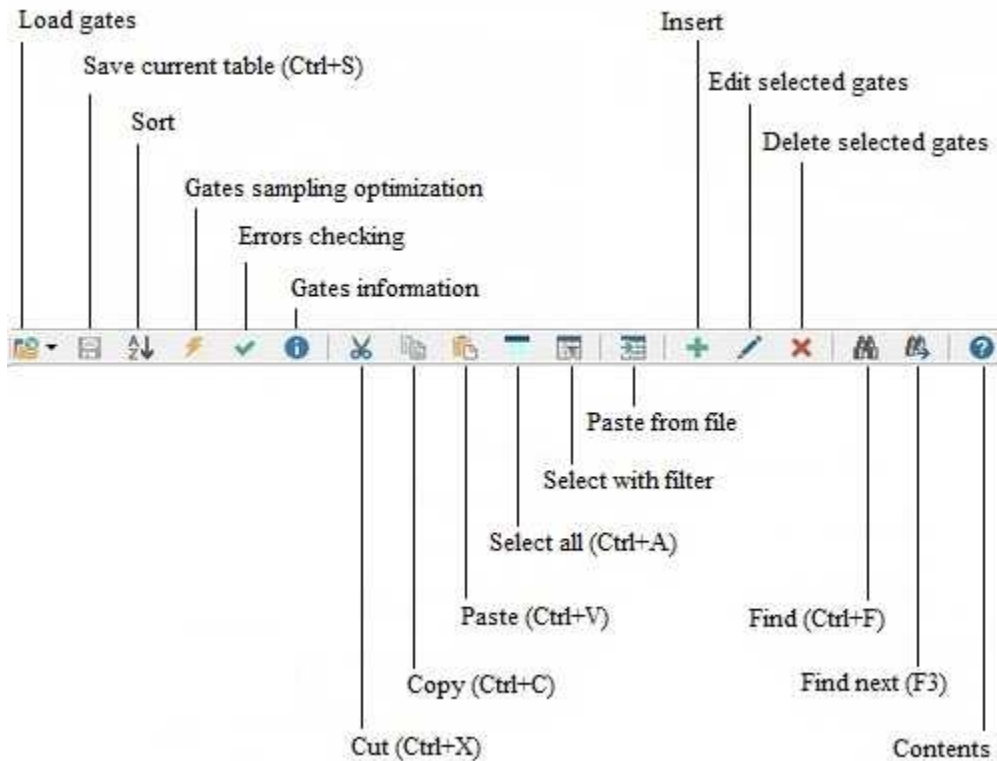 Load gates
Insert
Save current table (Ctrl+S)
Edit selected gates
Sort
Delete selected gates
Gates sampling optimization
Errors checking
Gates information
Paste from file
Select with filter
Select all (Ctrl+A)
Paste (Ctrl+V)
Find (Ctrl+F)
Copy (Ctrl+C)
Find next (F3)
Cut (Ctrl+X)
Contents